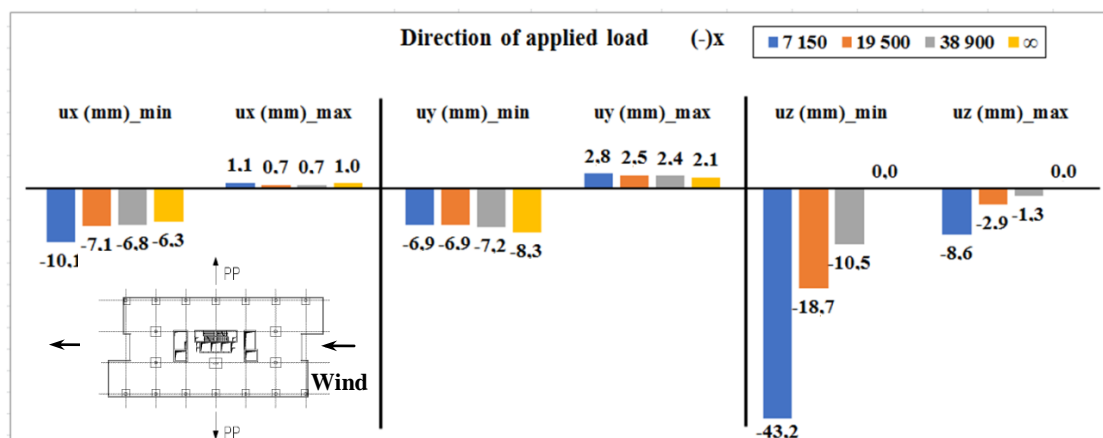 Direction of applied load (-)x
7 150 19 500 38 900 ∞
ux (mm)_min ux (mm)_max uy (mm)_min uy (mm)_max uz (mm)_min uz (mm)_max
1,1 0,7 0,7 1,0
2,8 2,5 2,4 2,1
0,0
0,0
-10,1 -7,1 -6,8 -6,3
-6,9 -6,9 -7,2 -8,3
-43,2 -18,7 -10,5
-8,6 -2,9 -1,3
PP
Wind
PP